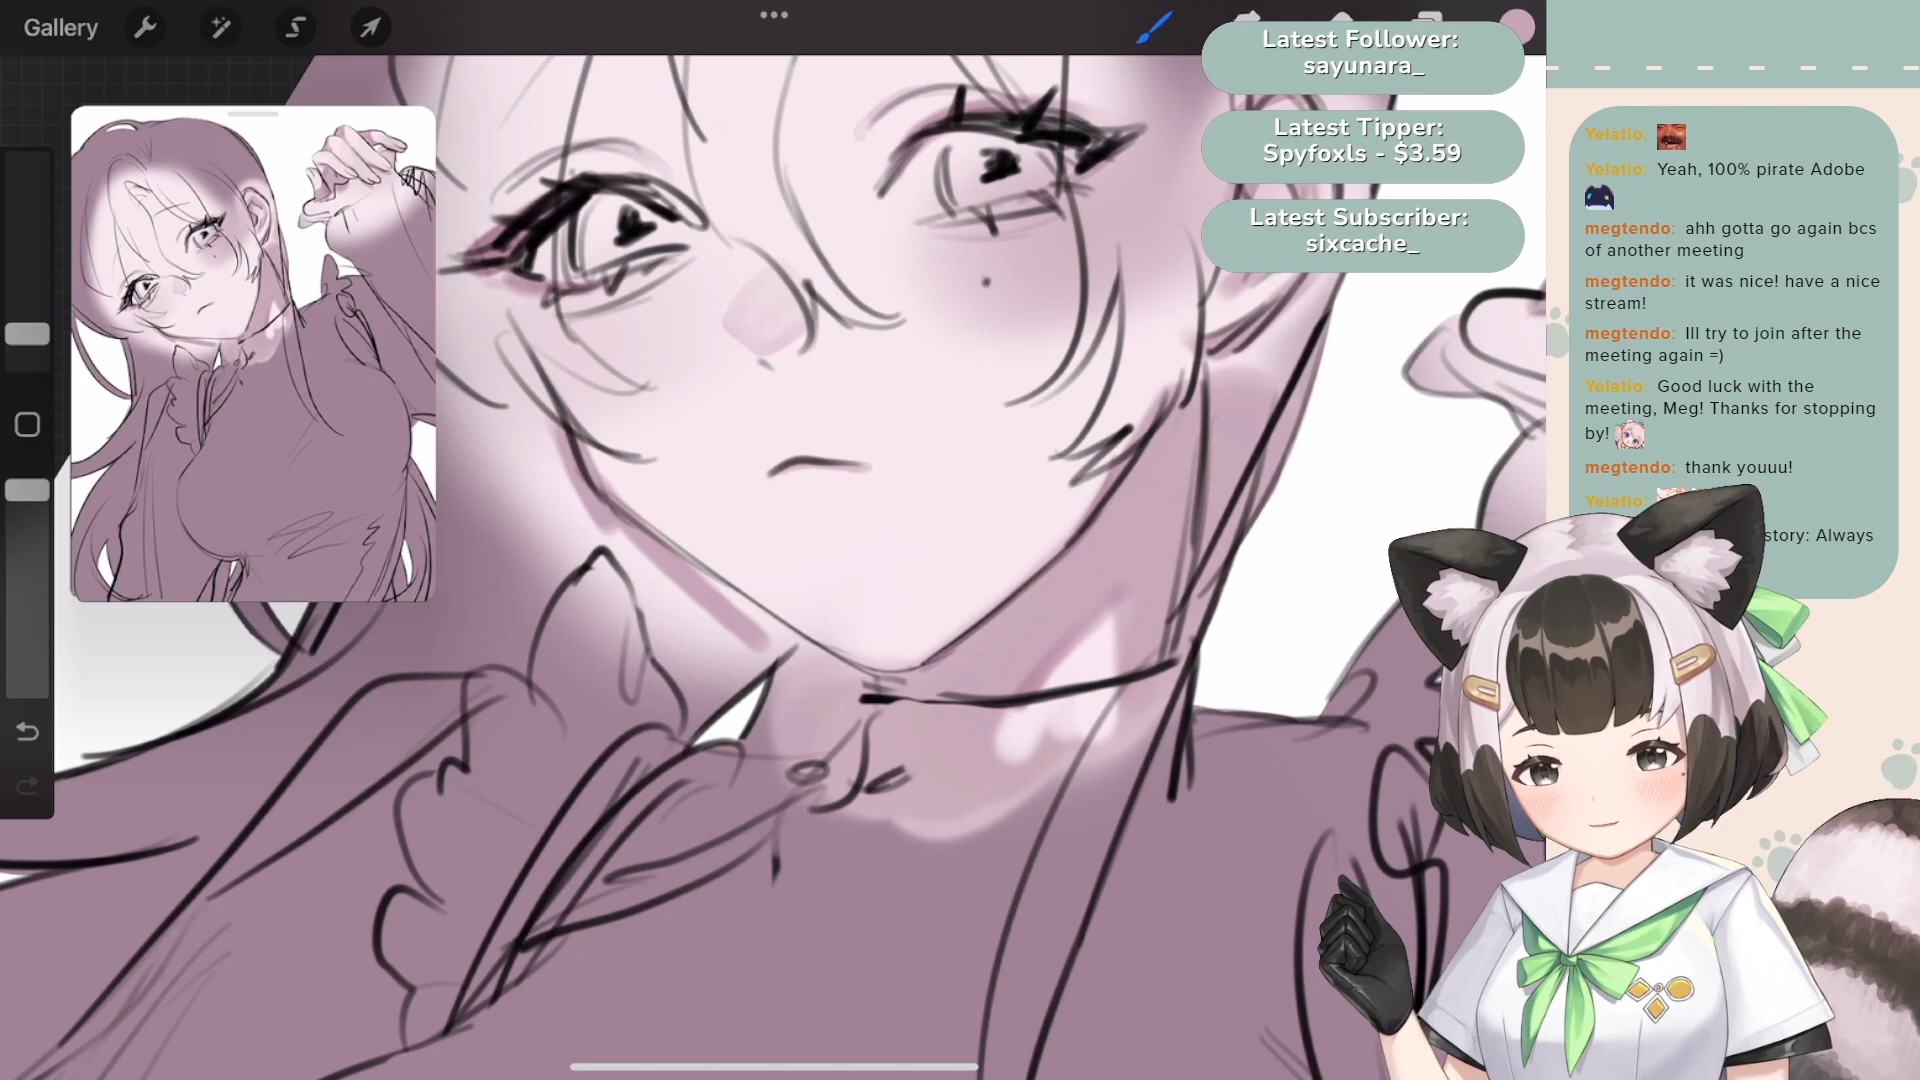 Gallery
Latest Follower:
sayunara_
Latest Tipper:
Spyfoxls - $3.59
Latest Subscriber:
sixcache_
Yelatio:
Yelatio: Yeah, 100% pirate Adobe
megtendo: ahh gotta go again bcs
of another meeting
megtendo: it was nice! have a nice
stream!
megtendo: Ill try to join after the
meeting again =)
Yelatio: Good luck with the
meeting, Meg! Thanks for stopping
by!
megtendo: thank youuu!
Yelatio:
story: Always